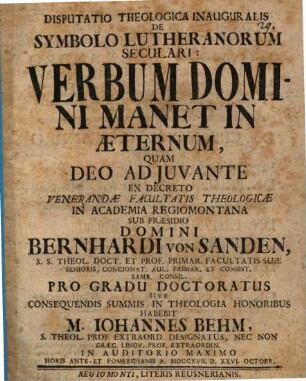 DISPUTATIO THEOLOGICA INAUGURALIS
29.
DE
SYMBOLO LUTHERANORUM
SECULARI:
VERBUM DOMI-
NI MANET IN
ÆTERNUM,
QUAM
DEO ADJUVANTE
EX DECRETO
VENERANDÆ FACULTATIS THEOLOGICÆ
IN ACADEMIA REGIOMONTANA
SUB PRÆSIDIO
DOMINI
BERNHARDI VON SANDEN,
S. S. THEOL. DOCT. ET PROF. PRIMAR. FACULTATIS SUÆ
SENIORIS, CONCIONAT. AUL. PRIMAR. ET CONSIST.
SAMB. CONSIL.
PRO GRADU DOCTORATUS
SIVE
CONSEQUENDIS SUMMIS IN THEOLOGIA HONORIBUS
HABEBIT
M. IOHANNES BEHM,
S. THEOL. PROF. EXTRAORD. DESIGNATUS, NEC NON
GRÆC. LINGV. PROF. EXTRAORDIN.
IN AUDITORIO MAXIMO
HORIS ANTE- ET POMERIDIANIS A. MDCCXVII. D. XXVI. OCTOBR.
REGIOMONTI, LITERIS REUSNERIANIS.